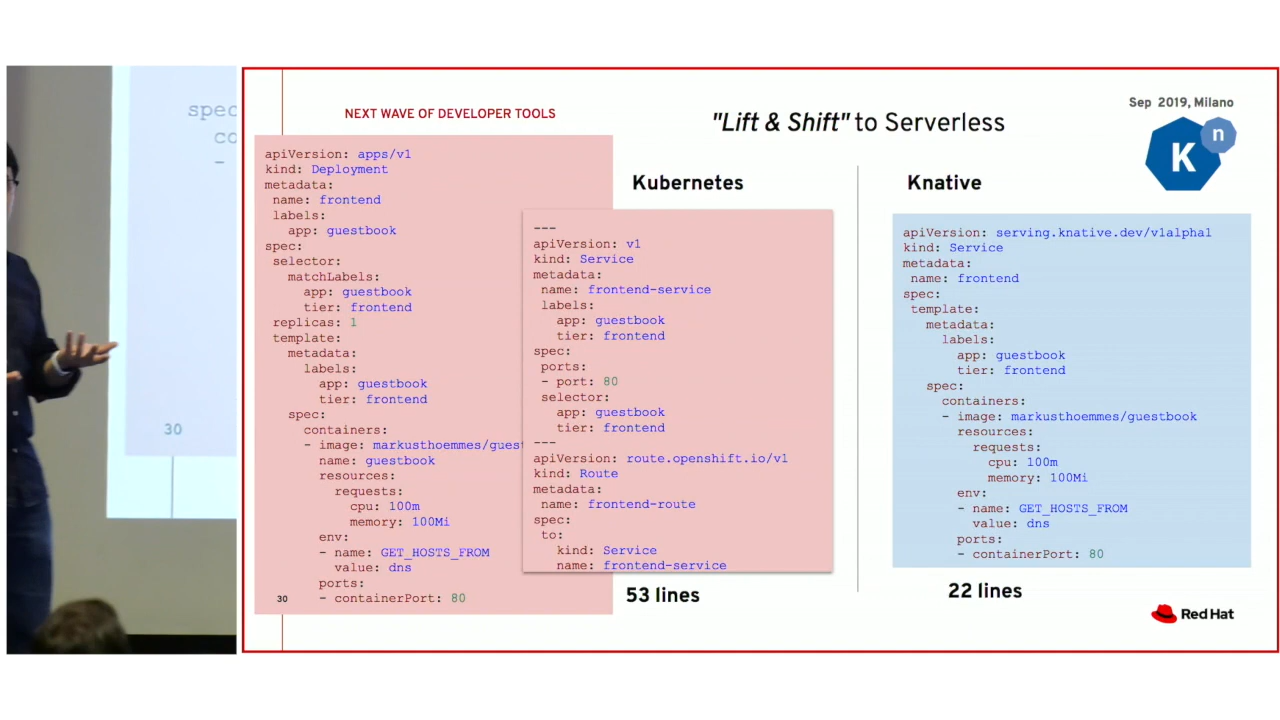 spec
co
-
30
NEXT WAVE OF DEVELOPER TOOLS
"Lift & Shift" to Serverless
Sep 2019, Milano
K
n
apiVersion: apps/v1
kind: Deployment
metadata:
name: frontend
labels:
app: guestbook
spec:
selector:
matchLabels:
app: guestbook
tier: frontend
replicas: 1
template:
metadata:
labels:
app: guestbook
tier: frontend
spec:
containers:
- image: markusthoemmes/guest
name: guestbook
resources:
requests:
cpu: 100m
memory: 100Mi
env:
- name: GET_HOSTS_FROM
value: dns
ports:
- containerPort: 80
30
Kubernetes
---
apiVersion: v1
kind: Service
metadata:
name: frontend-service
labels:
app: guestbook
tier: frontend
spec:
ports:
- port: 80
selector:
app: guestbook
tier: frontend
---
apiVersion: route.openshift.io/v1
kind: Route
metadata:
name: frontend-route
spec:
to:
kind: Service
name: frontend-service
53 lines
Knative
apiVersion: serving.knative.dev/v1alpha1
kind: Service
metadata:
name: frontend
spec:
template:
metadata:
labels:
app: guestbook
tier: frontend
spec:
containers:
- image: markusthoemmes/guestbook
resources:
requests:
cpu: 100m
memory: 100Mi
env:
- name: GET_HOSTS_FROM
value: dns
ports:
- containerPort: 80
22 lines
Red Hat